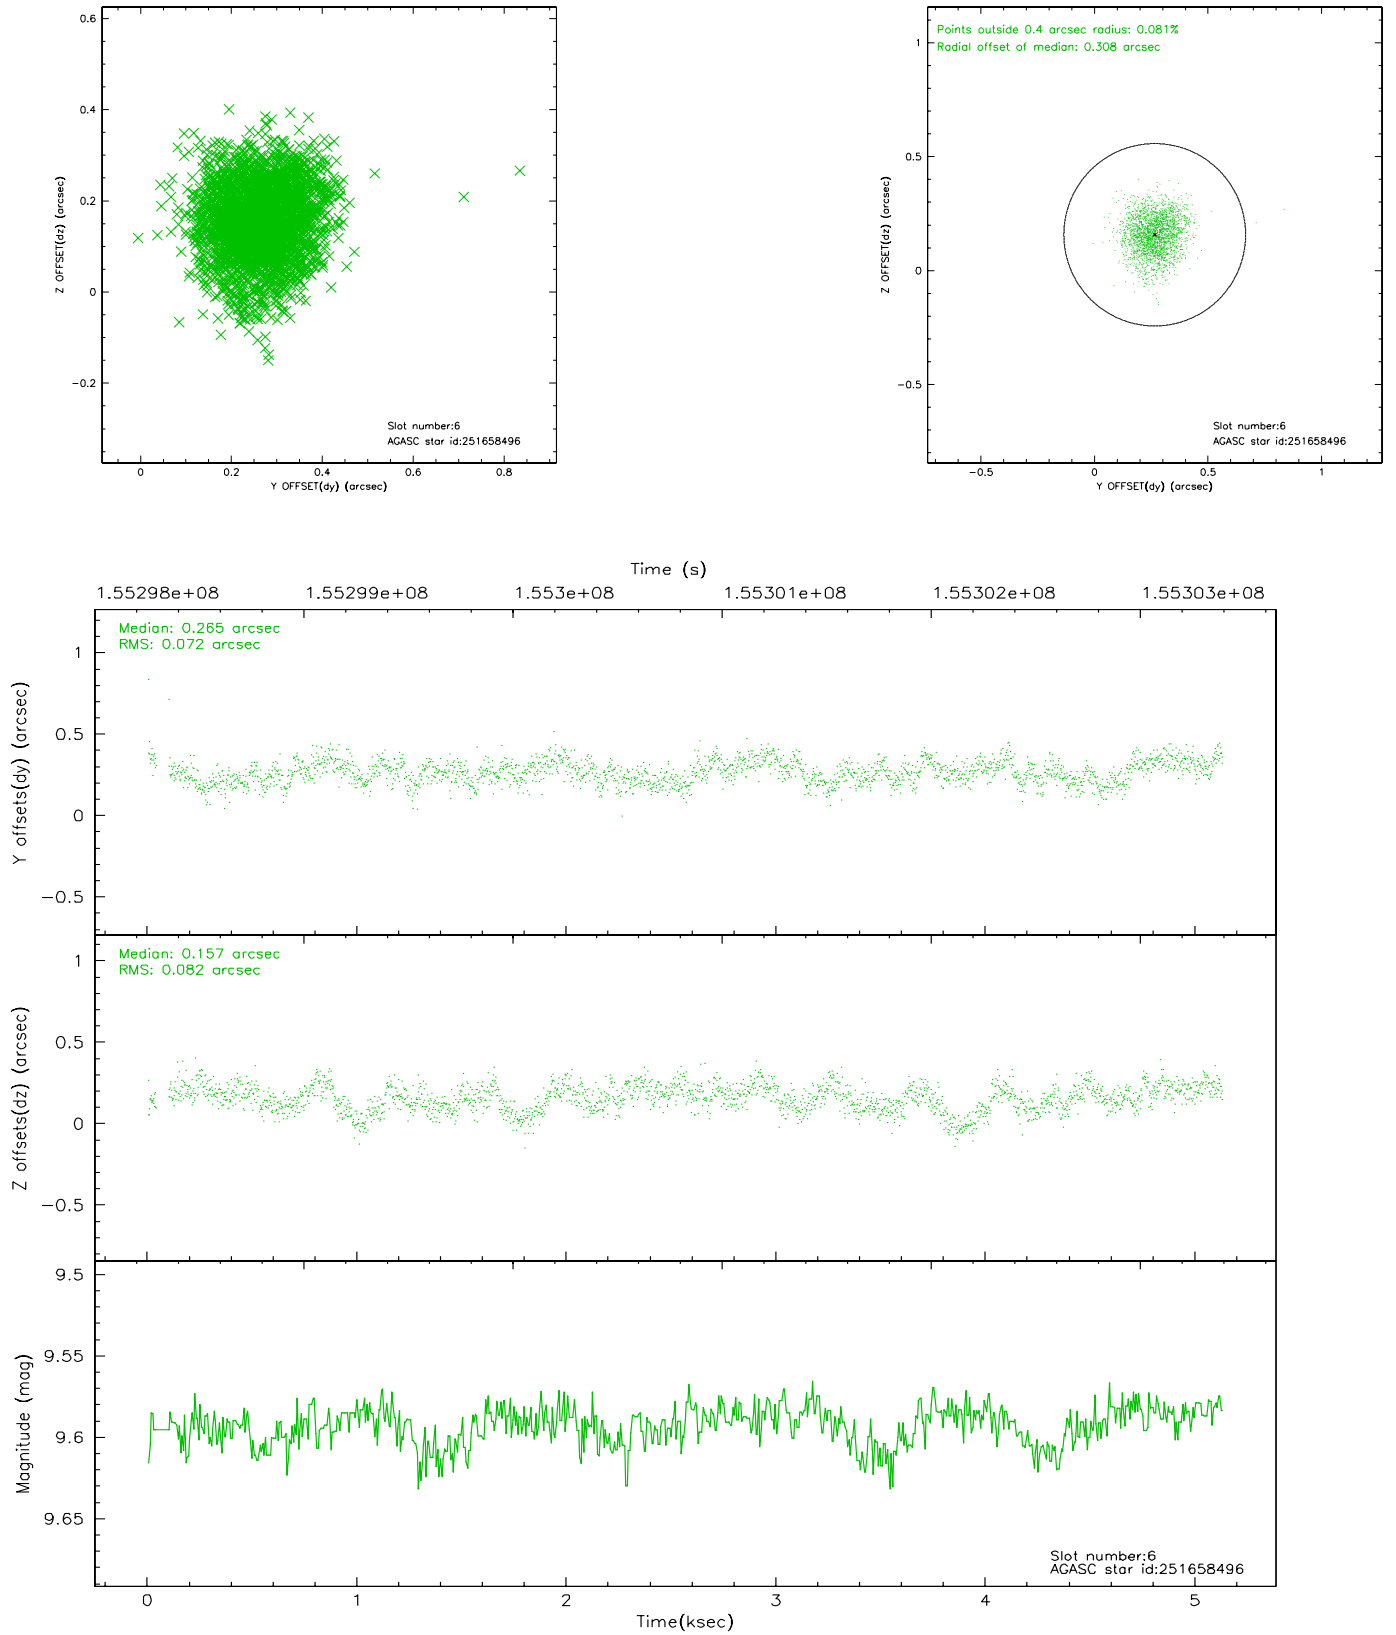 0.6
0.4
0.2
0
−0.2
Z OFFSET(dz) (arcsec)
Slot number:6
AGASC star id:251658496
0 0.2 0.4 0.6 0.8
Y OFFSET(dy) (arcsec)
Points outside 0.4 arcsec radius: 0.081%
Radial offset of median: 0.308 arcsec
1
0.5
0
−0.5
Z OFFSET(dz) (arcsec)
Slot number:6
AGASC star id:251658496
−0.5 0 0.5 1
Y OFFSET(dy) (arcsec)
Time (s)
1.55298e+08 1.55299e+08 1.553e+08 1.55301e+08 1.55302e+08 1.55303e+08
Median: 0.265 arcsec
RMS: 0.072 arcsec
1
0.5
0
−0.5
Y offsets(dy) (arcsec)
Median: 0.157 arcsec
RMS: 0.082 arcsec
1
0.5
0
−0.5
Z offsets(dz) (arcsec)
9.5
9.55
9.6
9.65
Magnitude (mag)
Slot number:6
AGASC star id:251658496
0 1 2 3 4 5
Time(ksec)